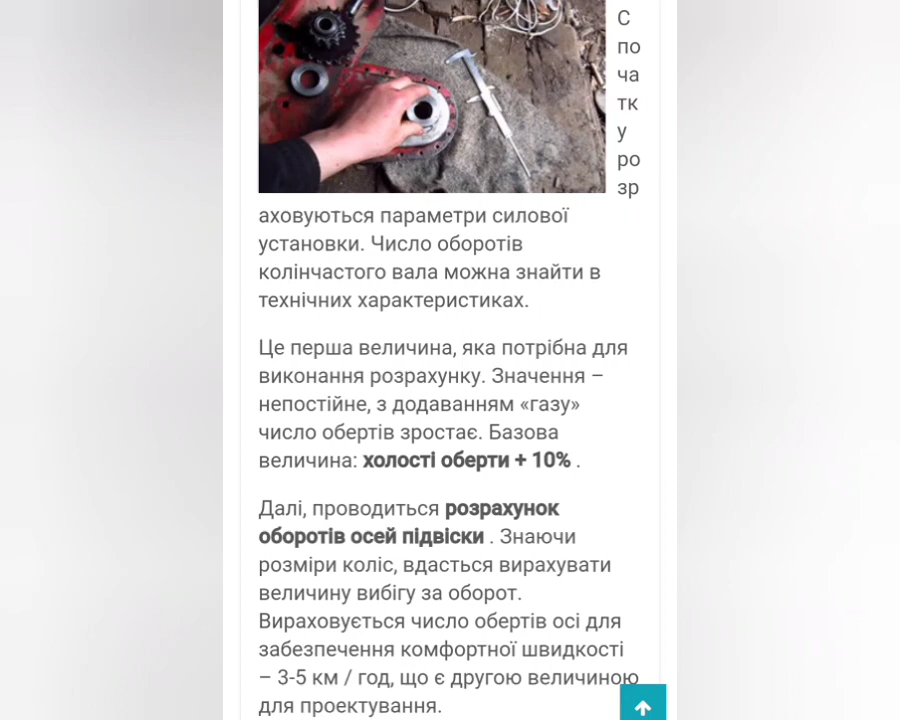 С
по
ча
тк
у
ро
зр
аховуються параметри силової
установки. Число оборотів
колінчастого вала можна знайти в
технічних характеристиках.
Це перша величина, яка потрібна для
виконання розрахунку. Значення –
непостійне, з додаванням «газу»
число обертів зростає. Базова
величина: холості оберти + 10% .
Далі, проводиться розрахунок
оборотів осей підвіски . Знаючи
розміри коліс, вдасться вирахувати
величину вибігу за оборот.
Вираховується число обертів осі для
забезпечення комфортної швидкості
– 3-5 км / год, що є другою величиною
для проектування.